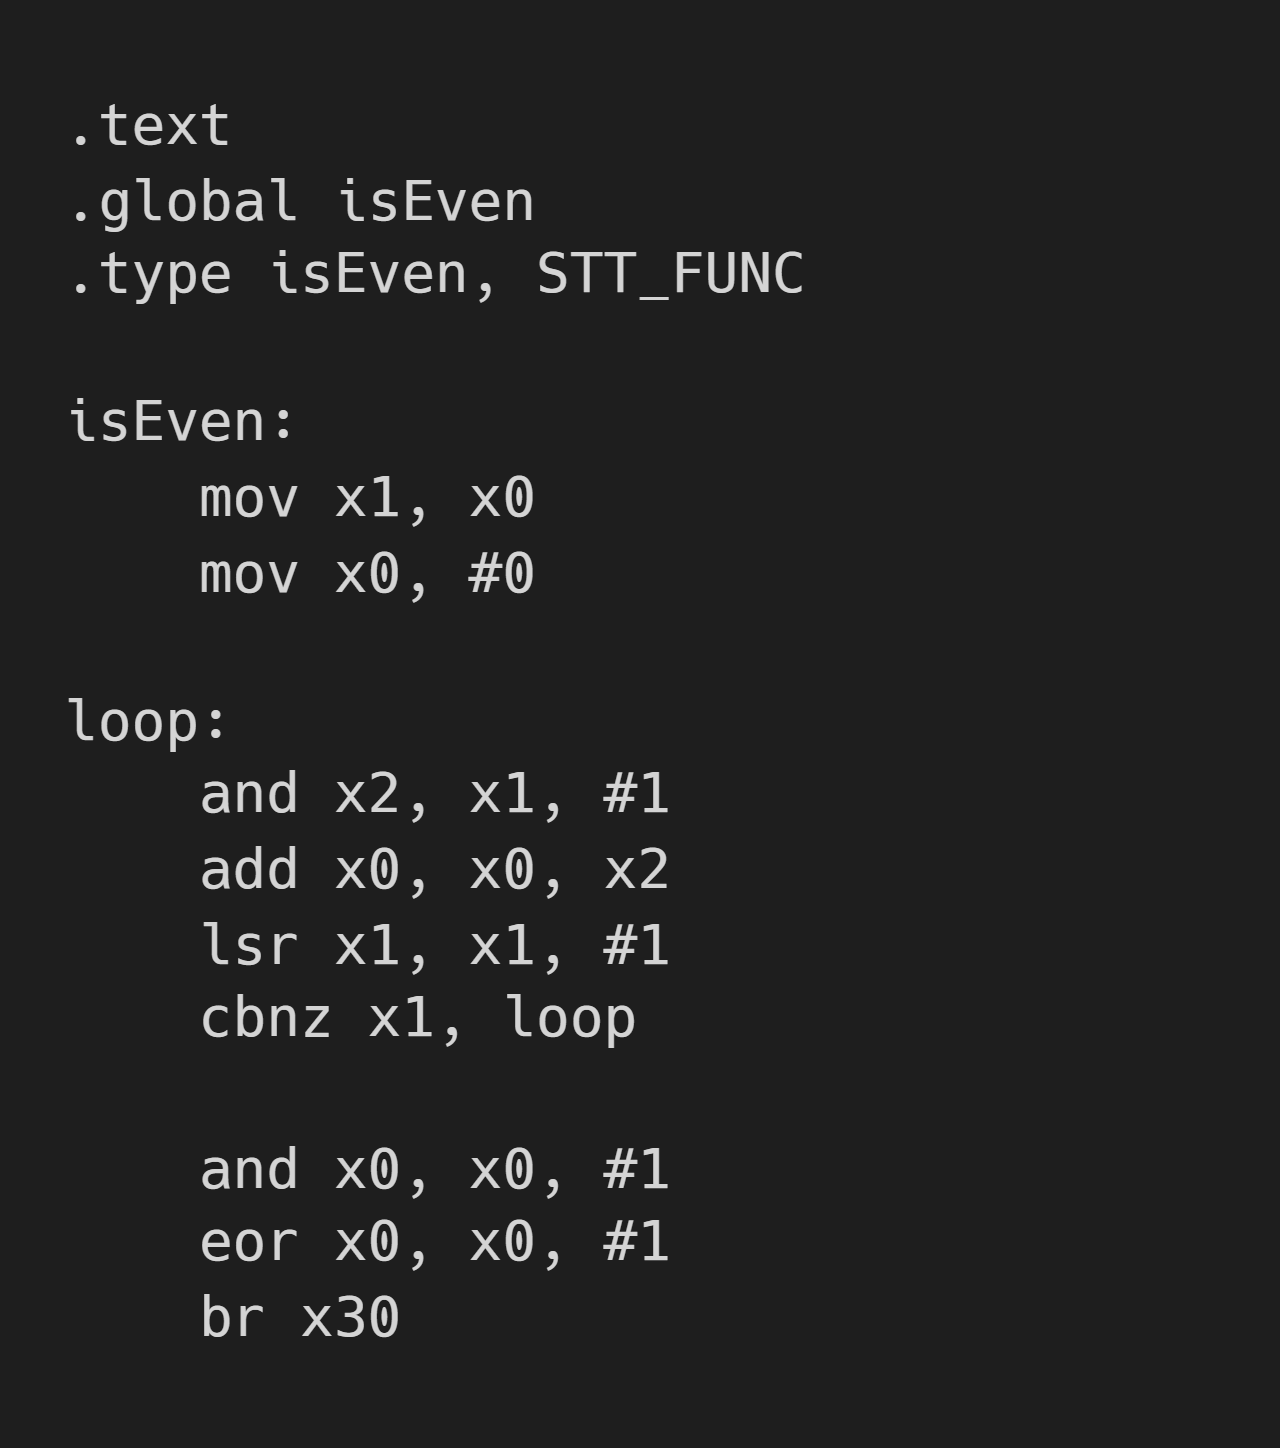 .text
.global isEven
.type isEven, STT_FUNC

isEven:
    mov x1, x0
    mov x0, #0

loop:
    and x2, x1, #1
    add x0, x0, x2
    lsr x1, x1, #1
    cbnz x1, loop

    and x0, x0, #1
    eor x0, x0, #1
    br x30